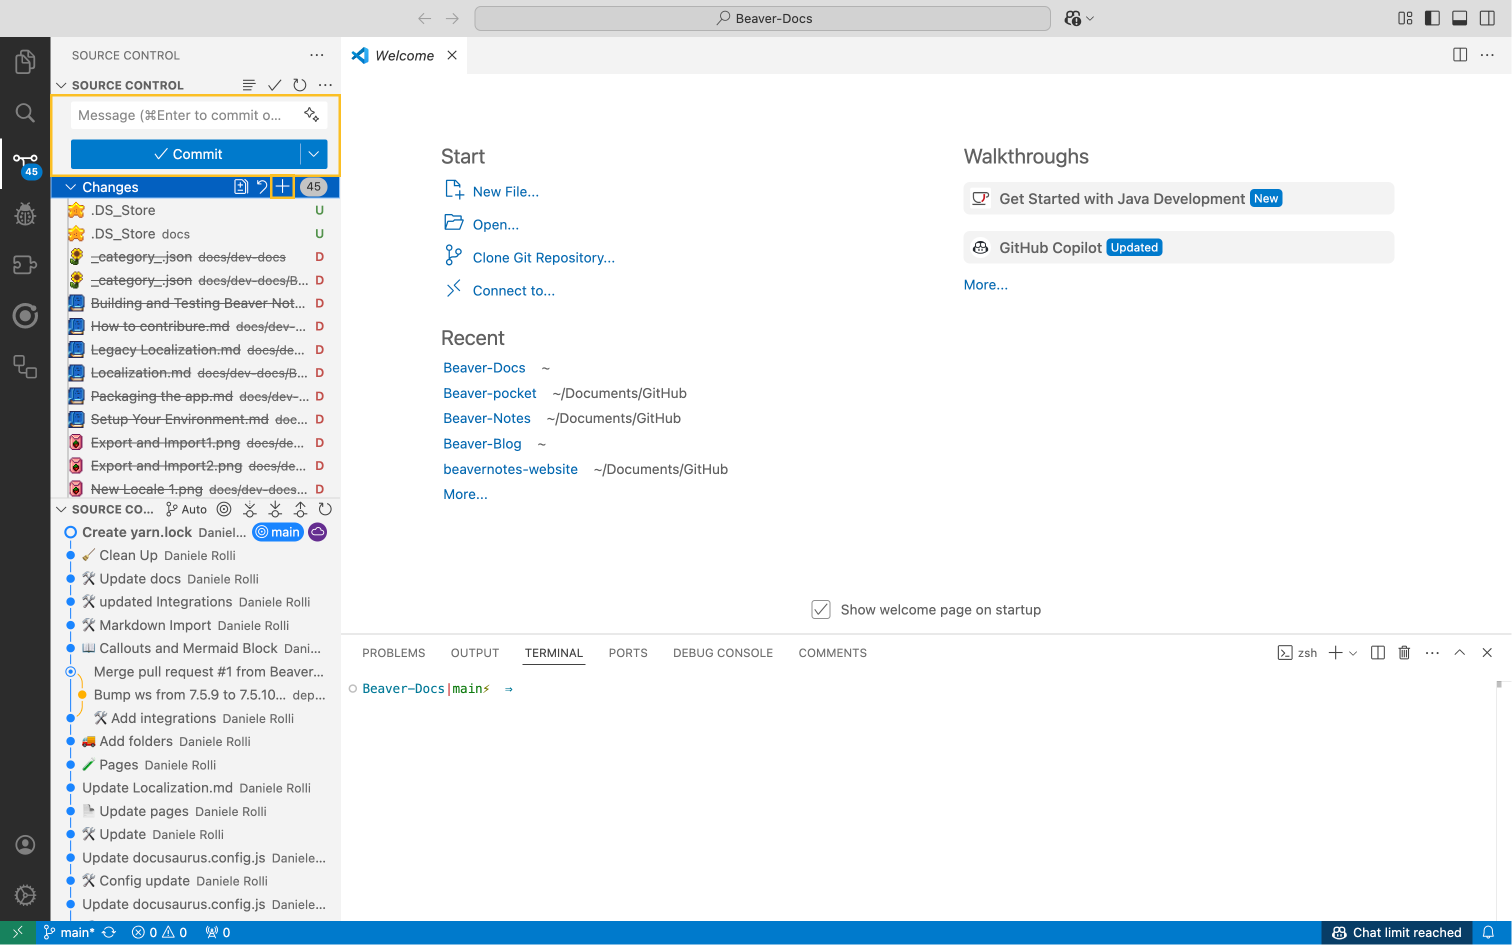 Beaver-Docs
SOURCE CONTROL
Welcome
SOURCE CONTROL
Message (⌘Enter to commit o...
Commit
45
Changes 45
.DS_Store U
.DS_Store docs U
_category_.json docs/dev-docs D
_category_.json docs/dev-docs/B... D
Building and Testing Beaver Not... D
How to contribure.md docs/dev-... D
Legacy Localization.md docs/de... D
Localization.md docs/dev-docs/B... D
Packaging the app.md docs/dev-... D
Setup Your Environment.md doc... D
Export and Import1.png docs/de... D
Export and Import2.png docs/de... D
New Locale 1.png docs/dev-docs... D
SOURCE CO... Auto
Create yarn.lock Daniel... main
Clean Up Daniele Rolli
Update docs Daniele Rolli
updated Integrations Daniele Rolli
Markdown Import Daniele Rolli
Callouts and Mermaid Block Dani...
Merge pull request #1 from Beaver...
Bump ws from 7.5.9 to 7.5.10... dep...
Add integrations Daniele Rolli
Add folders Daniele Rolli
Pages Daniele Rolli
Update Localization.md Daniele Rolli
Update pages Daniele Rolli
Update Daniele Rolli
Update docusaurus.config.js Daniele...
Config update Daniele Rolli
Update docusaurus.config.js Daniele...
Start
New File...
Open...
Clone Git Repository...
Connect to...
Recent
Beaver-Docs ~
Beaver-pocket ~/Documents/GitHub
Beaver-Notes ~/Documents/GitHub
Beaver-Blog ~
beavernotes-website ~/Documents/GitHub
More...
Walkthroughs
Get Started with Java Development New
GitHub Copilot Updated
More...
Show welcome page on startup
PROBLEMS OUTPUT TERMINAL PORTS DEBUG CONSOLE COMMENTS
zsh
Beaver-Docs|main⚡ ⇒
main* 0 0 0
Chat limit reached